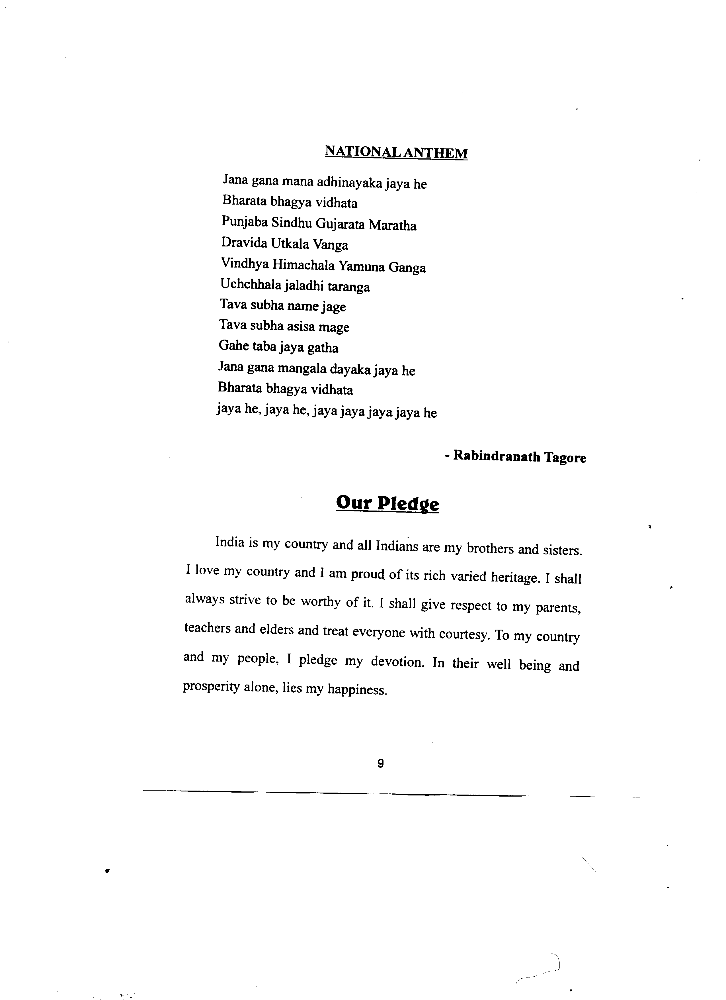 NATIONAL ANTHEM
Jana gana mana adhinayaka jaya he
Bharata bhagya vidhata
Punjaba Sindhu Gujarata Maratha
Dravida Utkala Vanga
Vindhya Himachala Yamuna Ganga
Uchchhala jaladhi taranga
Tava subha name jage
Tava subha asisa mage
Gahe taba jaya gatha
Jana gana mangala dayaka jaya he
Bharata bhagya vidhata
jaya he, jaya he, jaya jaya jaya jaya he
- Rabindranath Tagore
Our Pledge
India is my country and all Indians are my brothers and sisters.
I love my country and I am proud of its rich varied heritage. I shall
always strive to be worthy of it. I shall give respect to my parents,
teachers and elders and treat everyone with courtesy. To my country
and my people, I pledge my devotion. In their well being and
prosperity alone, lies my happiness.
9